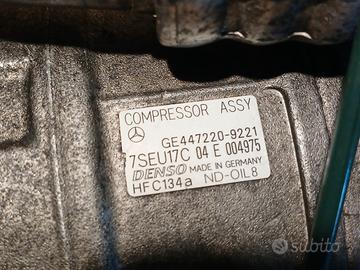 COMPRESSOR ASSY
GE447220-9221
7SEU17C 04 E 004975
DENSO MADE IN GERMANY
HFC134a ND-OIL8
subito